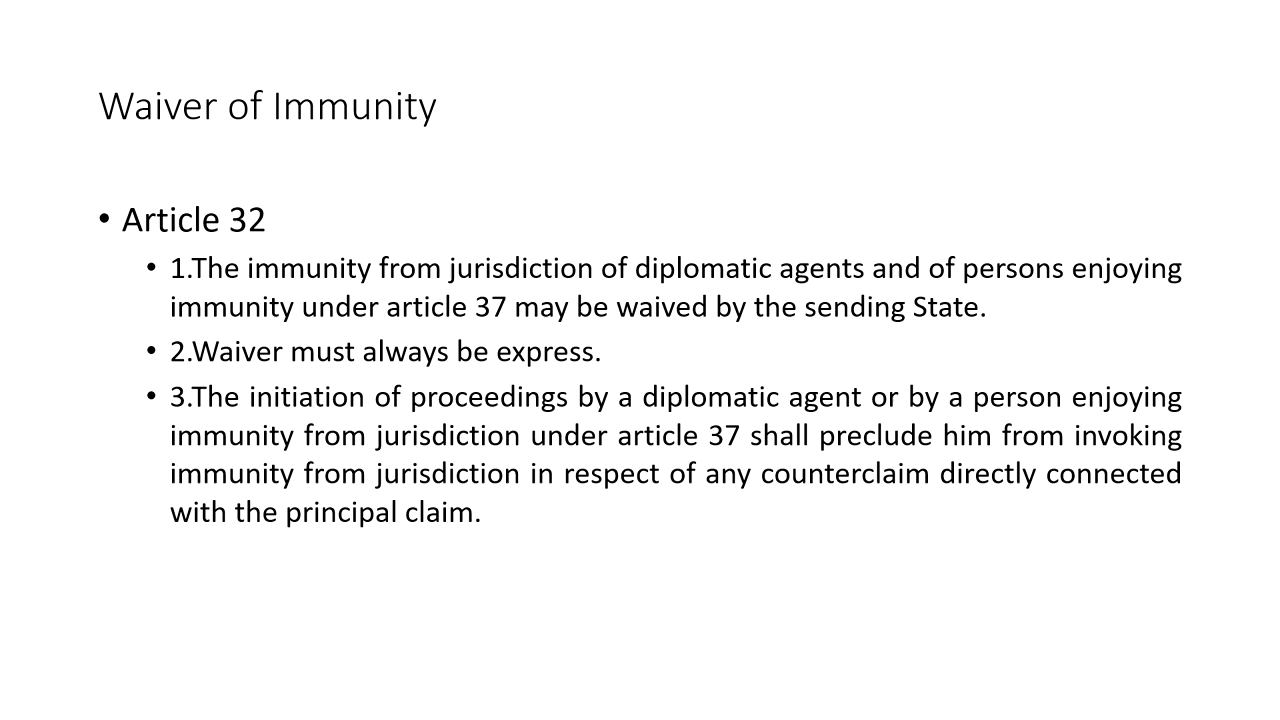 Waiver of Immunity
• Article 32
• 1.The immunity from jurisdiction of diplomatic agents and of persons enjoying
immunity under article 37 may be waived by the sending State.
• 2.Waiver must always be express.
• 3.The initiation of proceedings by a diplomatic agent or by a person enjoying
immunity from jurisdiction under article 37 shall preclude him from invoking
immunity from jurisdiction in respect of any counterclaim directly connected
with the principal claim.